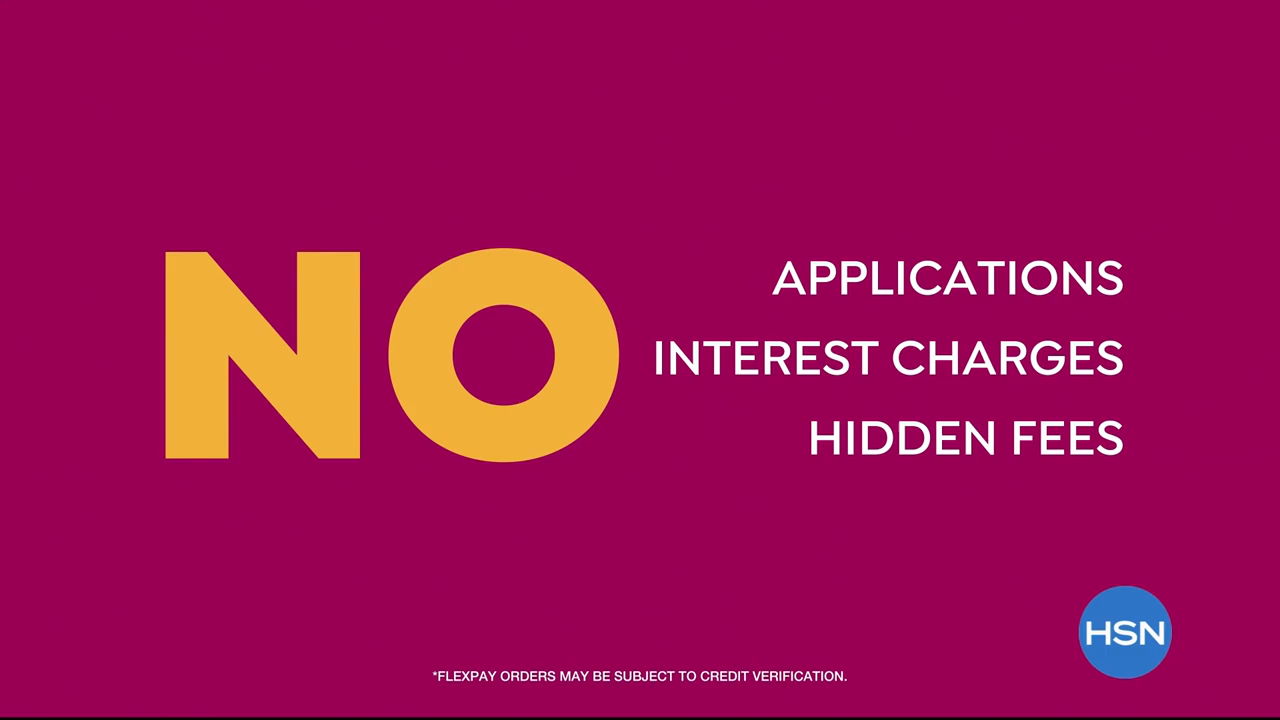 NO
APPLICATIONS
INTEREST CHARGES
HIDDEN FEES
HSN
*FLEXPAY ORDERS MAY BE SUBJECT TO CREDIT VERIFICATION.